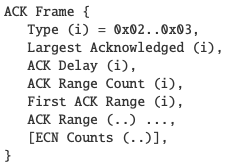 ACK Frame {
Type (i) = 0x02..0x03,
Largest Acknowledged (i),
ACK Delay (i),
ACK Range Count (i),
First ACK Range (i),
ACK Range (..) ...,
[ECN Counts (..)],
}